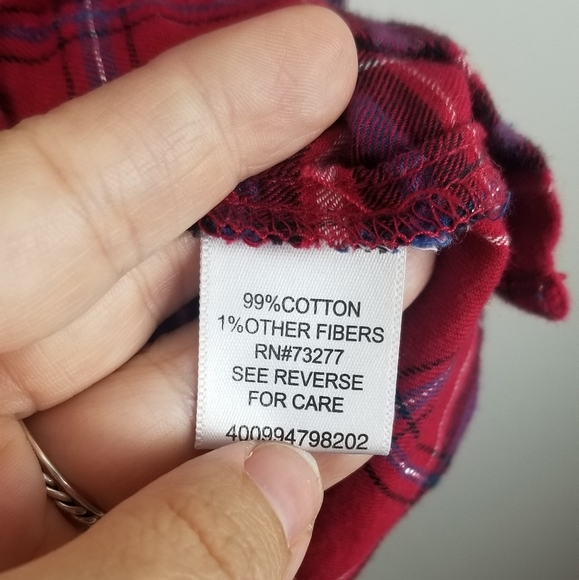 99%COTTON
1%OTHER FIBERS
RN#73277
SEE REVERSE
FOR CARE
400994798202